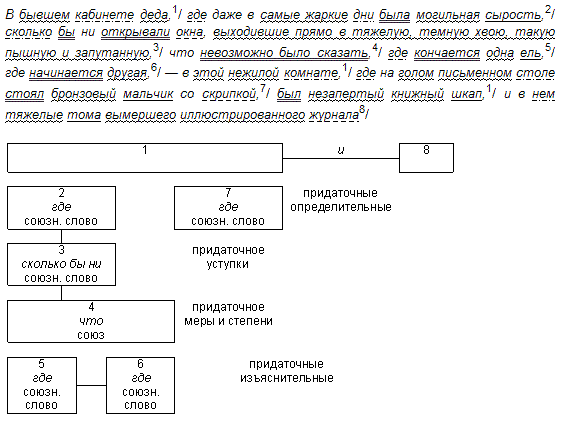 В бывшем кабинете деда,1/ где даже в самые жаркие дни была могильная сырость,2/
сколько бы ни открывали окна, выходившие прямо в тяжелую, темную хвою, такую
пышную и запутанную,3/ что невозможно было сказать,4/ где кончается одна ель,5/
где начинается другая,6/ — в этой нежилой комнате,1/ где на голом письменном столе
стоял бронзовый мальчик со скрипкой,7/ был незапертый книжный шкап,1/ и в нем
тяжелые тома вымершего иллюстрированного журнала8/
1 и 8
2 7 придаточные
где где определительные
союзн. слово союзн. слово
3 придаточное
сколько бы ни уступки
союзн. слово
4 придаточное
что меры и степени
союз
5 6 придаточные
где где изъяснительные
союзн. союзн.
слово слово